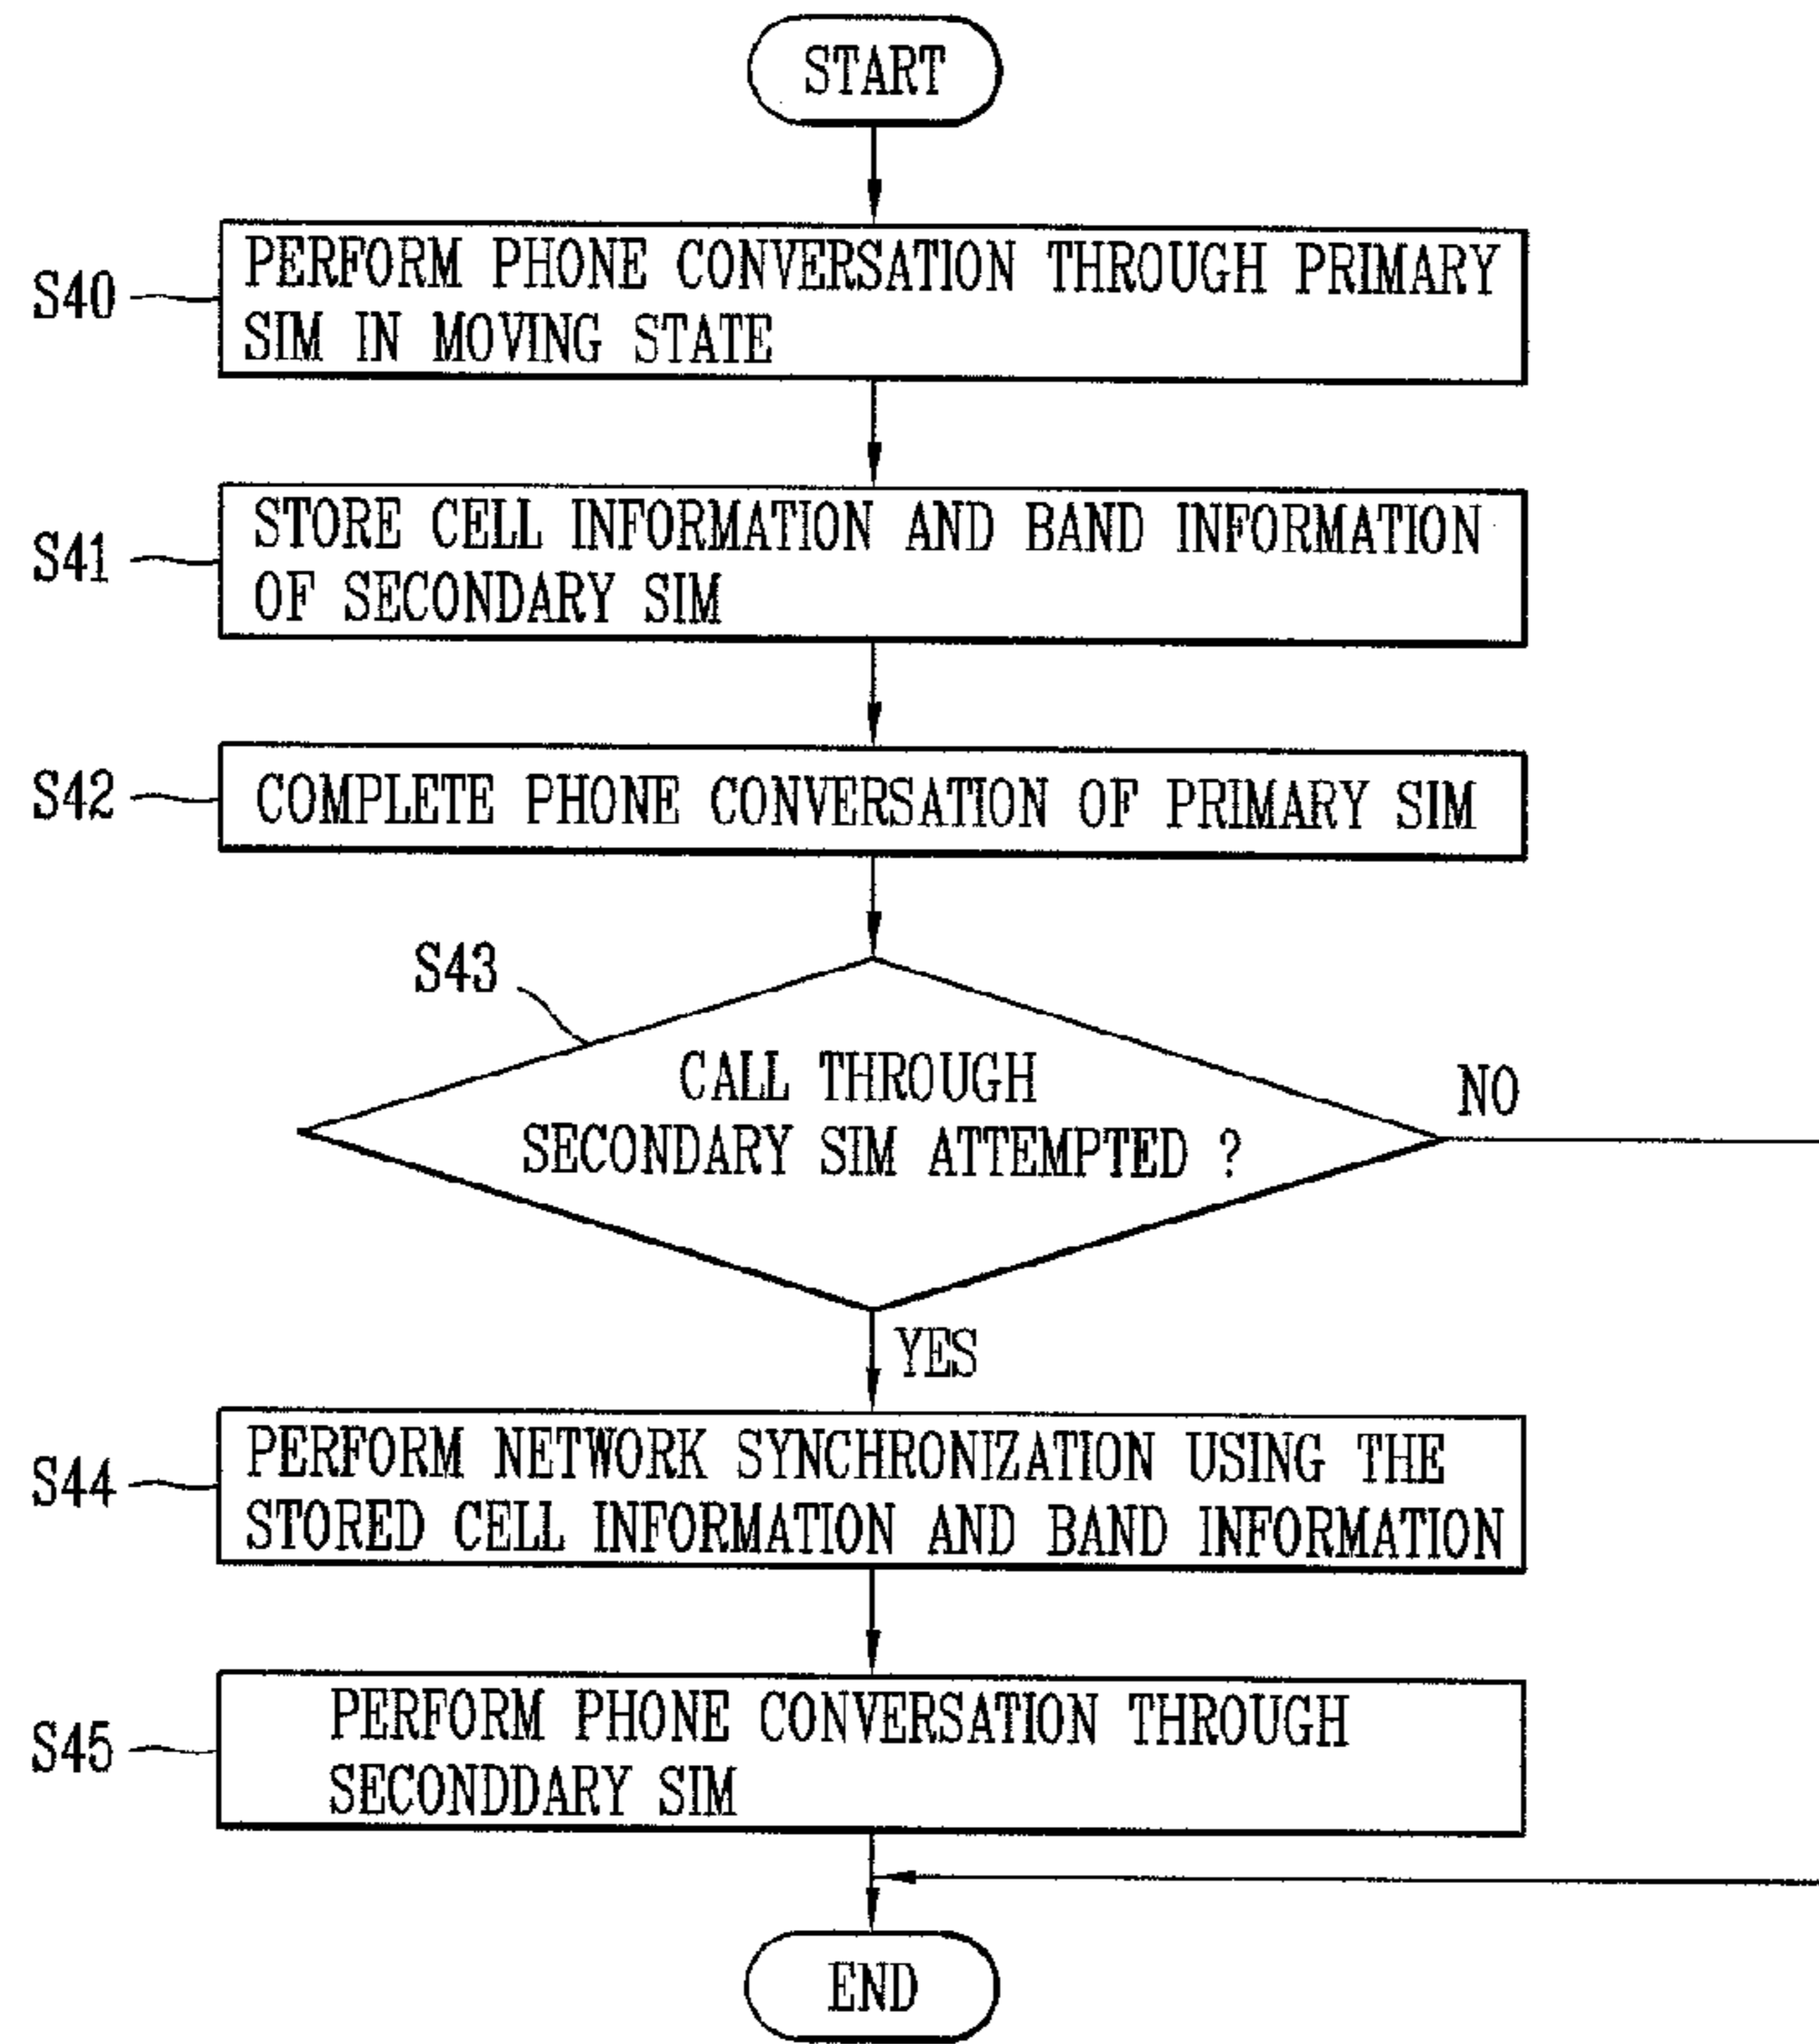 START
S40
PERFORM PHONE CONVERSATION THROUGH PRIMARY
SIM IN MOVING STATE
S41
STORE CELL INFORMATION AND BAND INFORMATION
OF SECONDARY SIM
S42
COMPLETE PHONE CONVERSATION OF PRIMARY SIM
S43
CALL THROUGH
SECONDARY SIM ATTEMPTED ?
NO
YES
S44
PERFORM NETWORK SYNCHRONIZATION USING THE
STORED CELL INFORMATION AND BAND INFORMATION
S45
PERFORM PHONE CONVERSATION THROUGH
SECONDDARY SIM
END